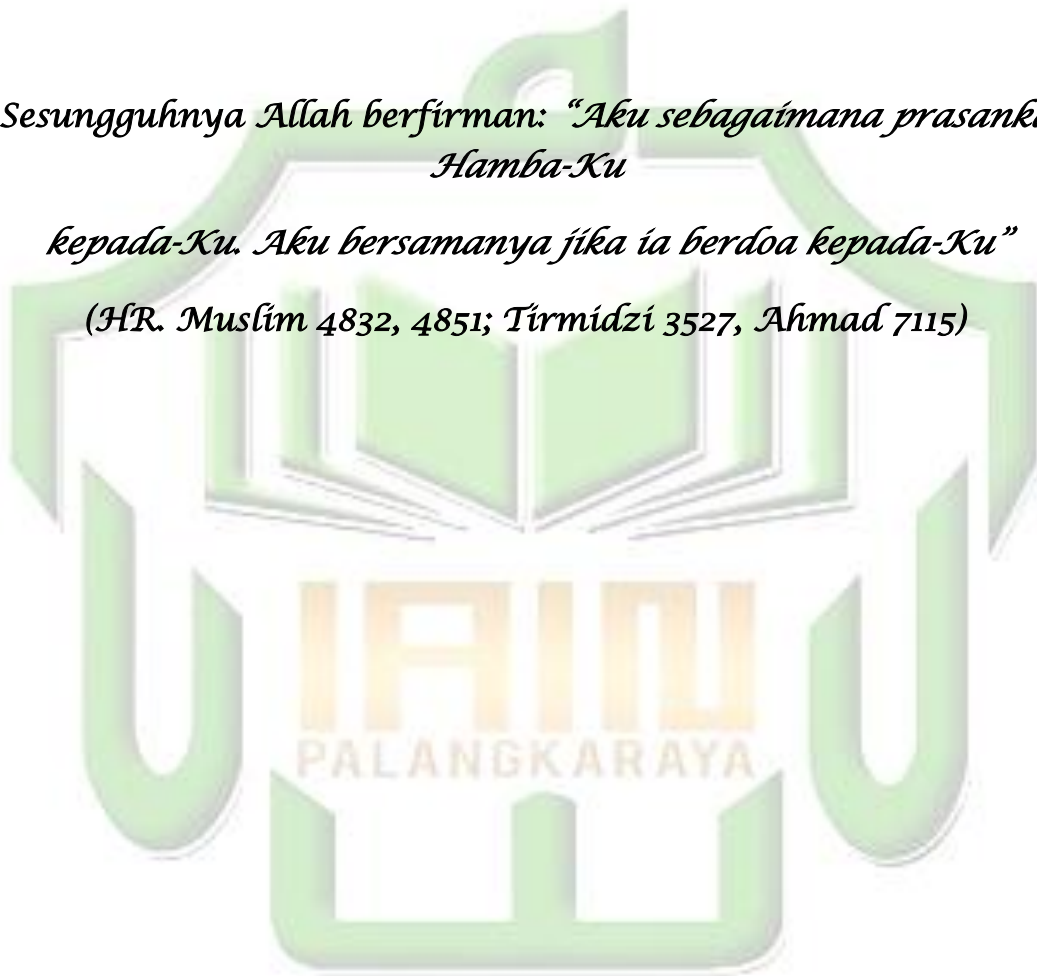 Sesungguhnya Allah berfirman: “Aku sebagaimana prasanka
Hamba-Ku
kepada-Ku. Aku bersamanya jika ia berdoa kepada-Ku”
(HR. Muslim 4832, 4851; Tirmidzi 3527, Ahmad 7115)
IAIN
PALANGKARAYA